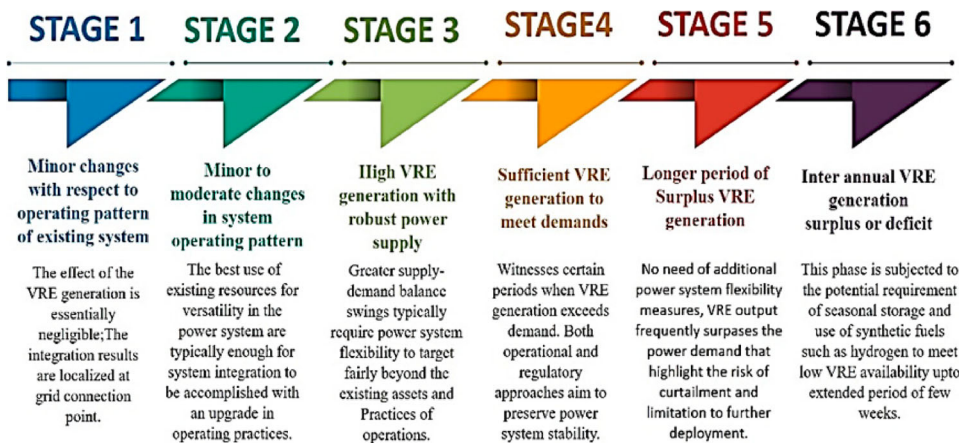 STAGE 1
Minor changes
with respect to
operating pattern
of existing system
The effect of the
VRE generation is
essentially
negligible;The
integration results
are localized at
grid connection
point.
STAGE 2
Minor to
moderate changes
in system
operating pattern
The best use of
existing resources for
versatility in the
power system are
typically enough for
system integration to
be accomplished with
an upgrade in
operating practices.
STAGE 3
High VRE
generation with
robust power
supply
Greater supply-
demand balance
swings typically
require power system
flexibility to target
fairly beyond the
existing assets and
Practices of
operations.
STAGE4
Sufficient VRE
generation to
meet demands
Witnesses certain
periods when VRE
generation exceeds
demand. Both
operational and
regulatory
approaches aim to
preserve power
system stability.
STAGE 5
Longer period of
Surplus VRE
generation
No need of additional
power system flexibility
measures, VRE output
frequently surpases the
power demand that
highlight the risk of
curtailment and
limitation to further
deployment.
STAGE 6
Inter annual VRE
generation
surplus or deficit
This phase is subjected to
the potential requirement
of seasonal storage and
use of synthetic fuels
such as hydrogen to meet
low VRE availability upto
extended period of few
weeks.